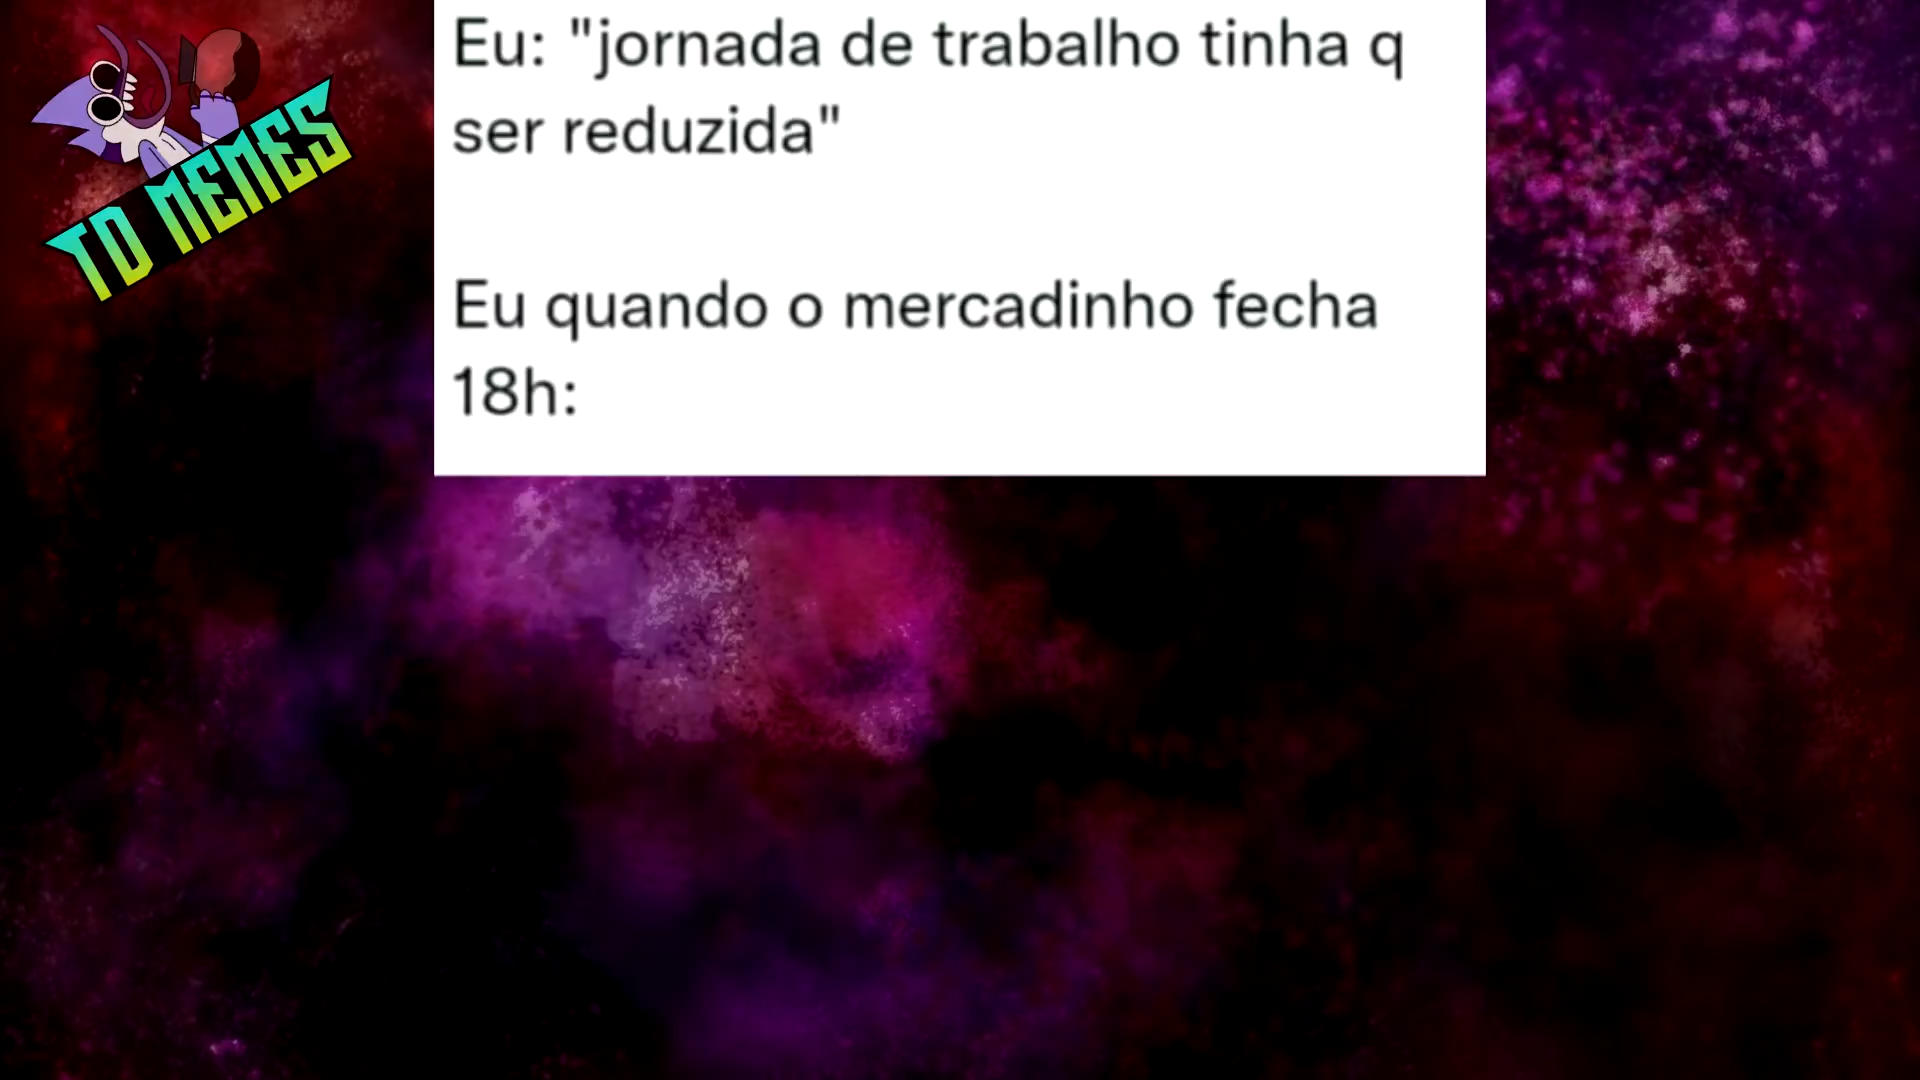 Eu: "jornada de trabalho tinha q
ser reduzida"
Eu quando o mercadinho fecha
18h:
TD MEMES